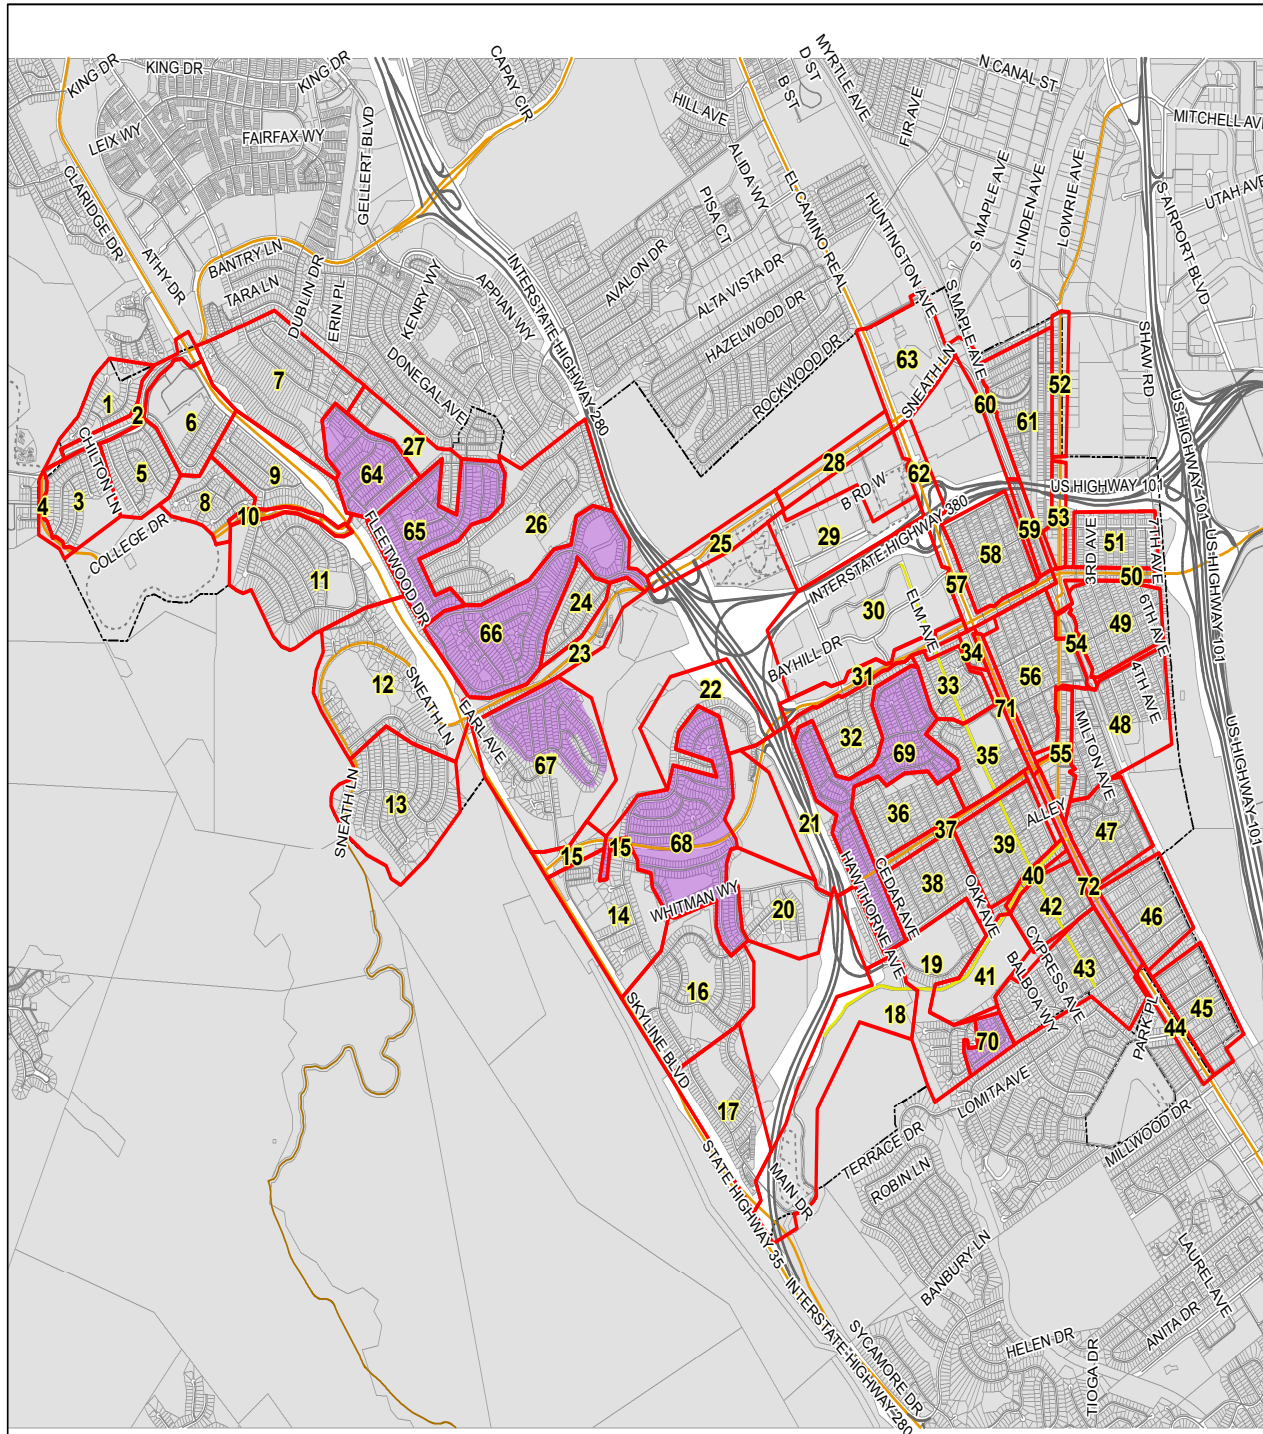 KING DR
KING DR
KING DR
CAPAY CIR
MYRTLE AVE
D ST
B ST
N CANAL ST
MITCHELL AVE
LEIX WY
FAIRFAX WY
GELLERT BLVD
HILL AVE
FIR AVE
ALIDA WY
S MAPLE AVE
S LINDEN AVE
LOWRIE AVE
S AIRPORT BLVD
UTAH AVE
CLARIDGE DR
ATHY DR
BANTRY LN
TARA LN
DUBLIN DR
ERIN PL
KENRY WY
APPIAN WY
INTERSTATE HIGHWAY 280
PISA CT
AVALON DR
ALTA VISTA DR
HAZELWOOD DR
ROCKWOOD DR
EL CAMINO REAL
HUNTINGTON AVE
S MAPLE AVE
SNEATH LN
SHAW RD
US HIGHWAY 101
DONEGAL AVE
63
52
60
61
7
1
2
6
27
28
62
B RD W
US HIGHWAY 101
US HIGHWAY 101
US HIGHWAY 101
CHILTON LN
5
9
64
3
4
8
10
65
26
25
29
INTERSTATE HIGHWAY 380
58
59
53
3RD AVE
51
7TH AVE
COLLEGE DR
11
FLEETWOOD DR
24
66
23
30
ELM AVE
57
50
6TH AVE
49
54
4TH AVE
BAYHILL DR
31
34
33
56
12
SNEATH LN
EARL AVE
22
32
69
71
35
55
MILTON AVE
48
US HIGHWAY 101
67
13
SNEATH LN
21
36
37
ALLEY
47
15
15
68
39
HAWTHORNE AVE
CEDAR AVE
38
OAK AVE
40
72
14
WHITMAN WY
20
42
46
19
41
CYPRESS AVE
BALBOA WY
43
16
SKYLINE BLVD
18
45
44
PARK PL
70
LOMITA AVE
17
STATE HIGHWAY 35
MAIN DR
TERRACE DR
ROBIN LN
MILLWOOD DR
BANBURY LN
LAUREL AVE
INTERSTATE HIGHWAY 280
SYCAMORE DR
HELEN DR
TIOGA DR
ANITA DR